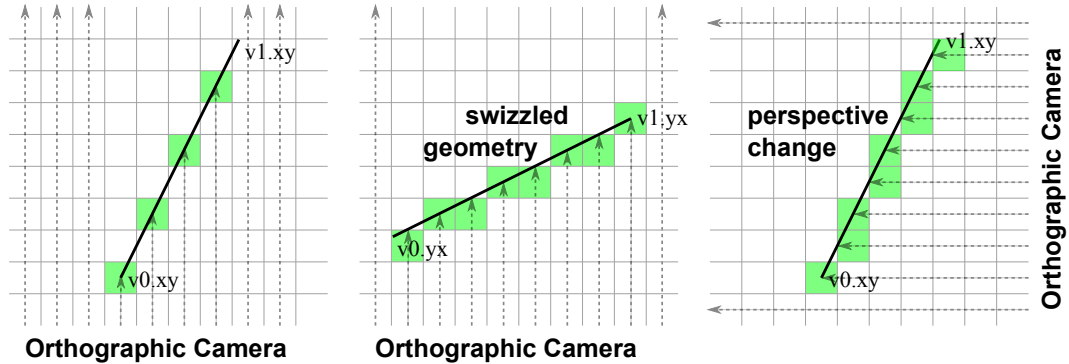 v1.xy
v0.xy
Orthographic Camera
swizzled
geometry
v1.yx
v0.yx
Orthographic Camera
v1.xy
perspective
change
v0.xy
Orthographic Camera